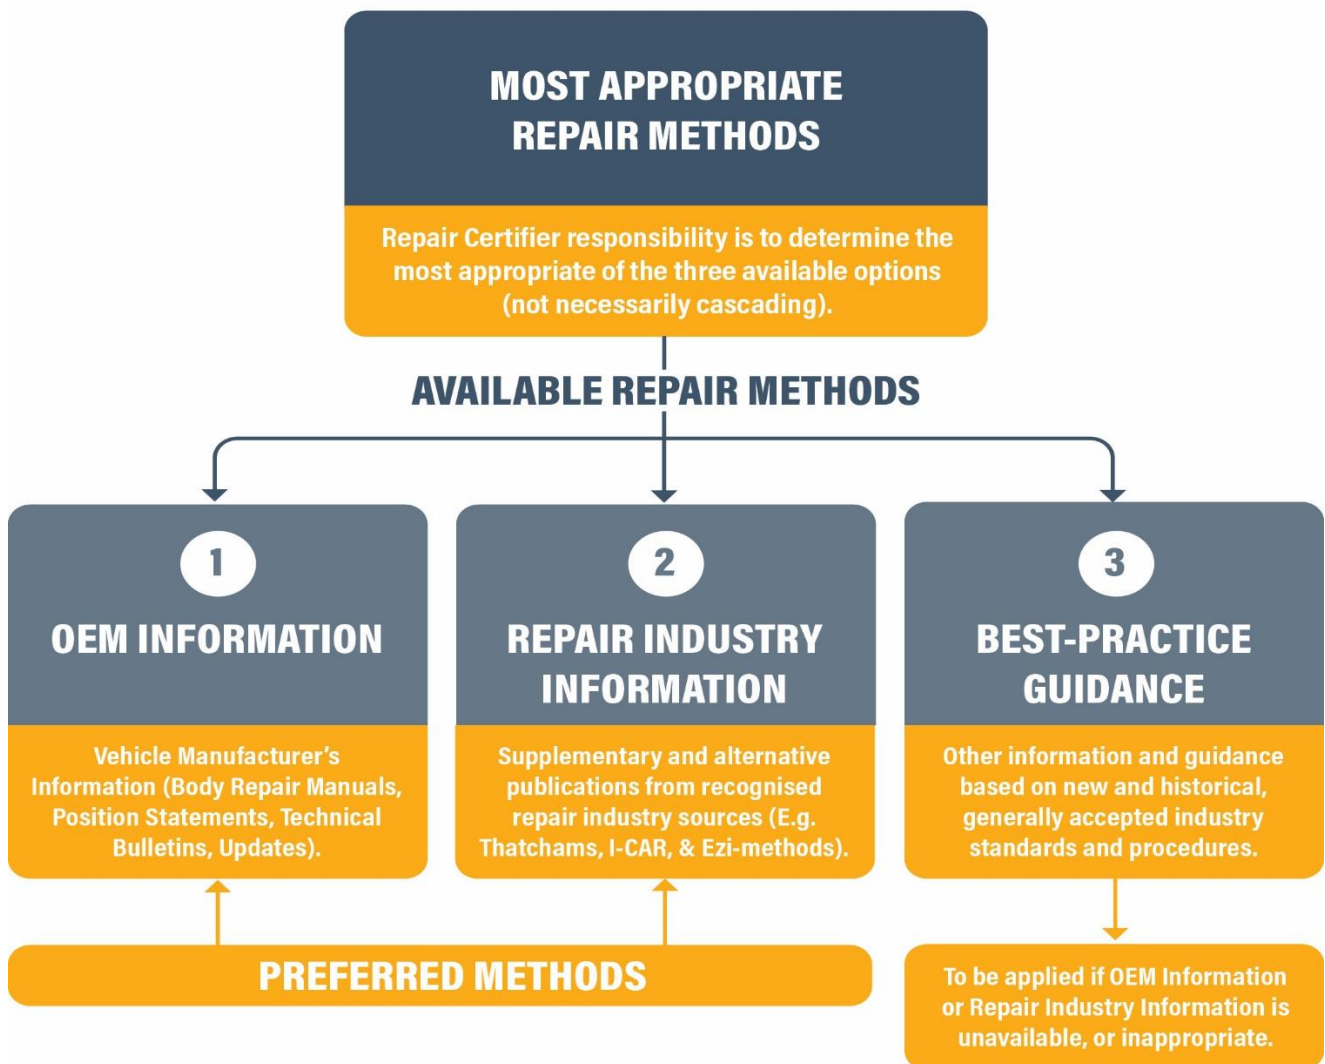 MOST APPROPRIATE
REPAIR METHODS
Repair Certifier responsibility is to determine the
most appropriate of the three available options
(not necessarily cascading).
AVAILABLE REPAIR METHODS
1
OEM INFORMATION
Vehicle Manufacturer's
Information (Body Repair Manuals,
Position Statements, Technical
Bulletins, Updates).
2
REPAIR INDUSTRY
INFORMATION
Supplementary and alternative
publications from recognised
repair industry sources (E.g.
Thatchams, I-CAR, & Ezi-methods).
3
BEST-PRACTICE
GUIDANCE
Other information and guidance
based on new and historical,
generally accepted industry
standards and procedures.
PREFERRED METHODS
To be applied if OEM Information
or Repair Industry Information is
unavailable, or inappropriate.